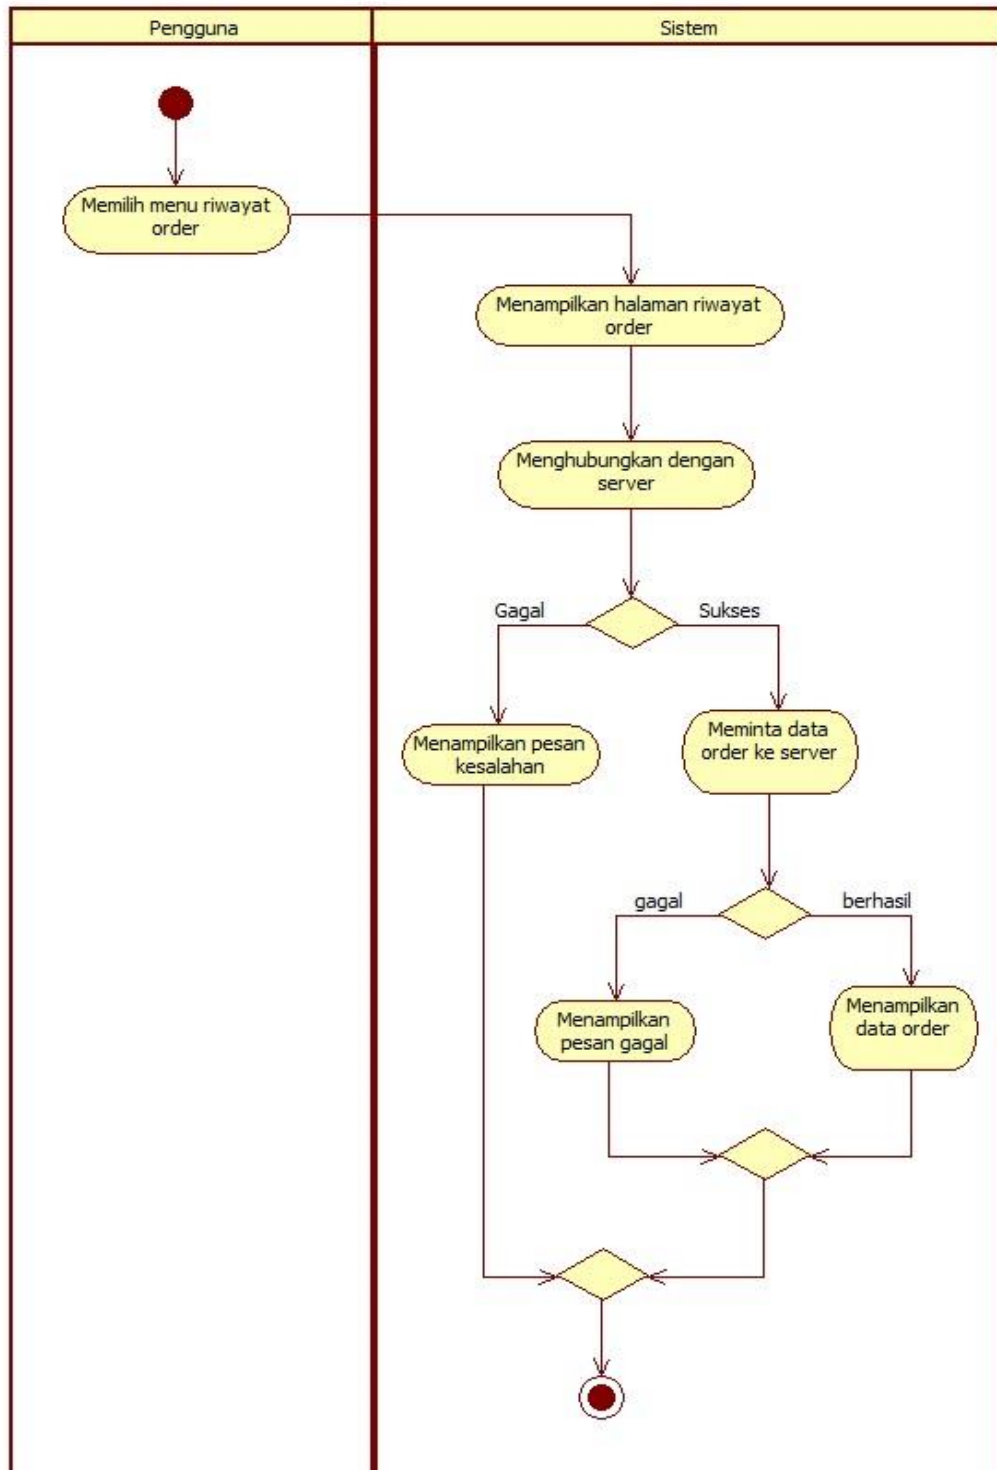 Pengguna
Sistem
Memilih menu riwayat
order
Menampilkan halaman riwayat
order
Menghubungkan dengan
server
Gagal
Sukses
Menampilkan pesan
kesalahan
Meminta data
order ke server
gagal
berhasil
Menampilkan
pesan gagal
Menampilkan
data order